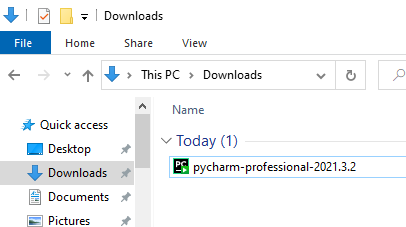 Downloads
File
Home
Share
View
This PC
Downloads
Name
Quick access
Today (1)
Desktop
pycharm-professional-2021.3.2
Downloads
Documents
Pictures